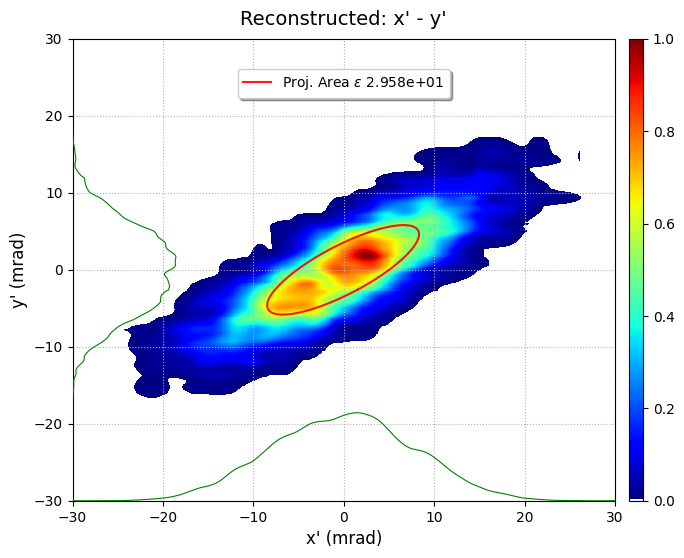 Reconstructed: x' - y'
Proj. Area ε 2.958e+01
y' (mrad)
30
20
10
0
−10
−20
−30
−30 −20 −10 0 10 20 30
x' (mrad)
1.0
0.8
0.6
0.4
0.2
0.0